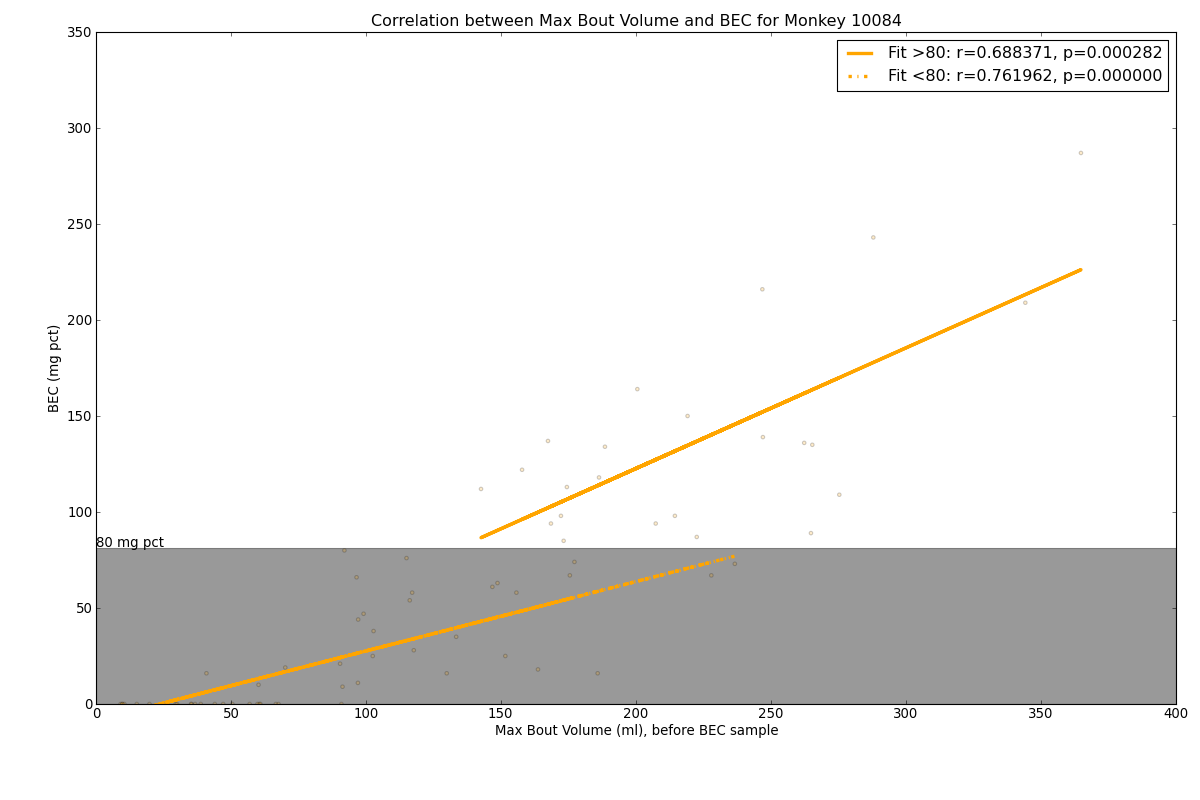 Correlation between Max Bout Volume and BEC for Monkey 10084
Fit >80: r=0.688371, p=0.000282
Fit <80: r=0.761962, p=0.000000
350
300
250
200
150
100
50
0
BEC (mg pct)
80 mg pct
0
50
100
150
200
250
300
350
400
Max Bout Volume (ml), before BEC sample